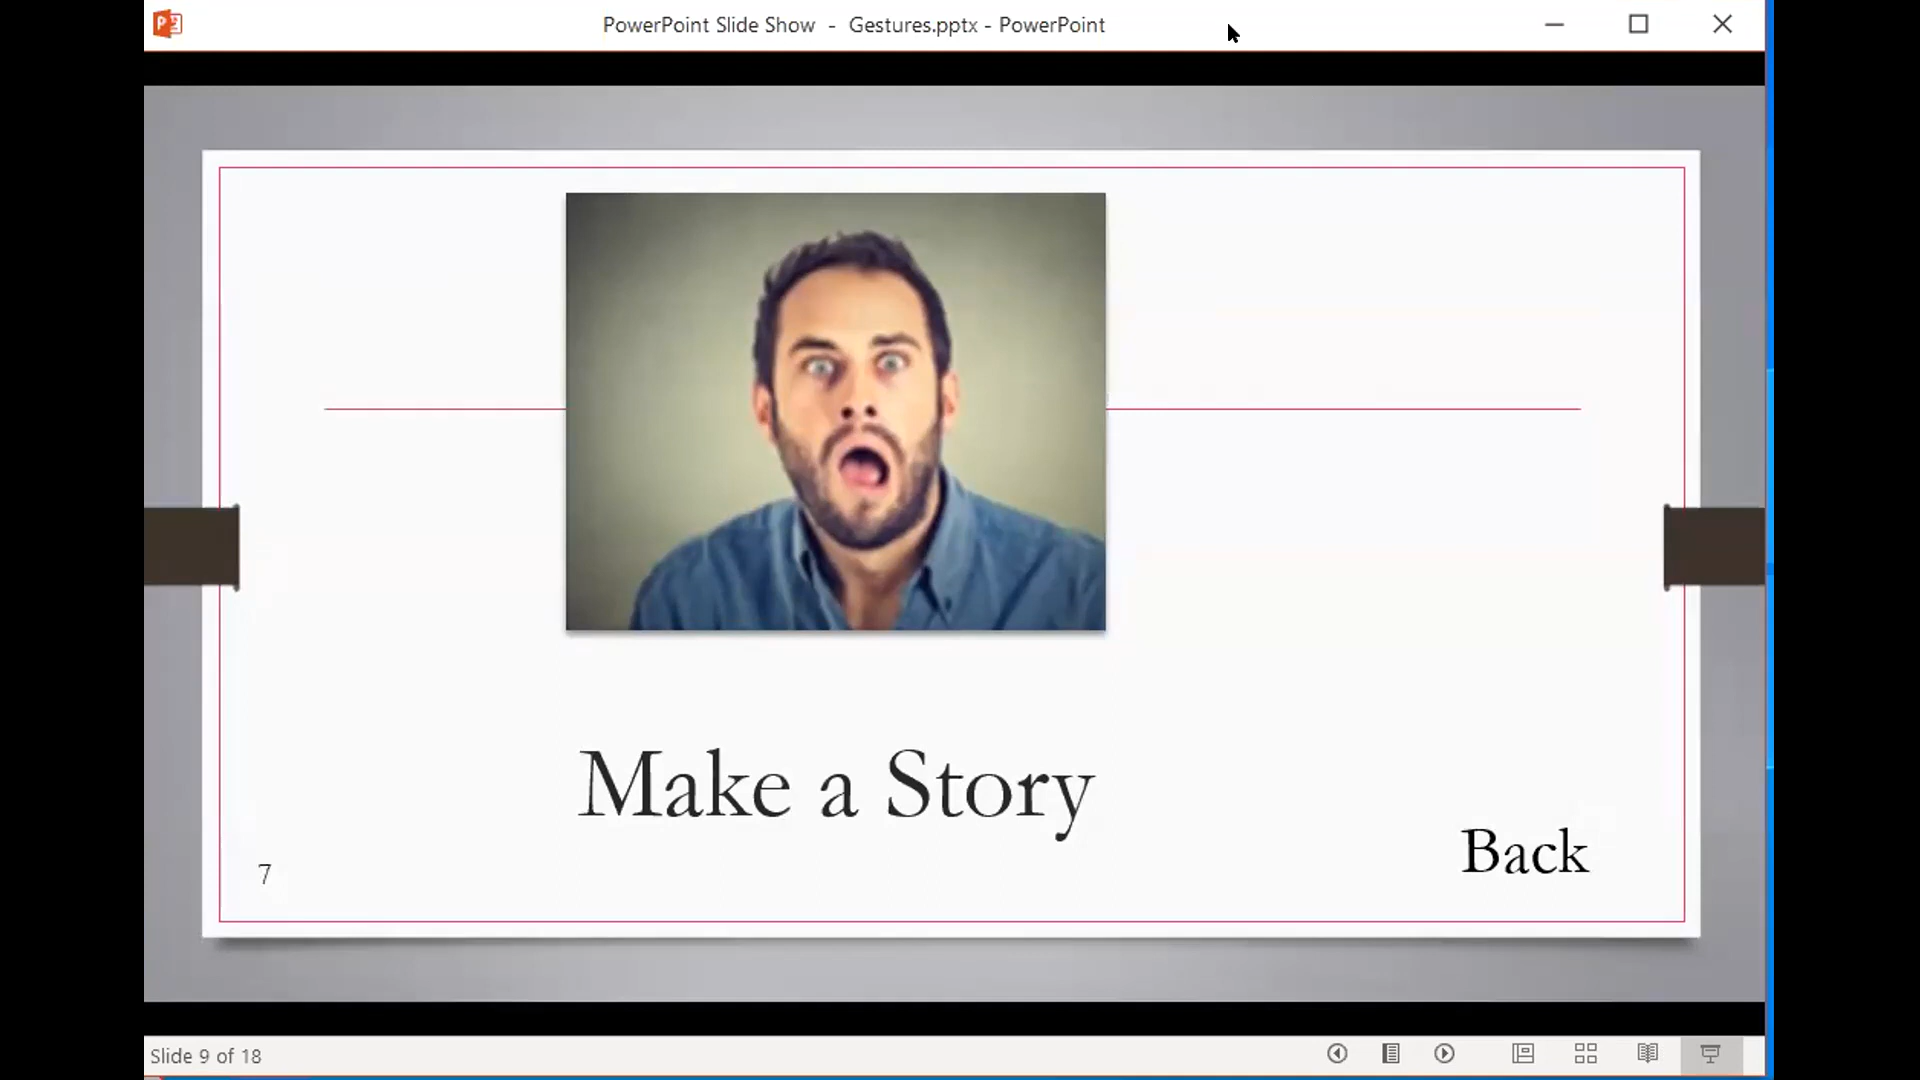 PowerPoint Slide Show - Gestures.pptx - PowerPoint
Make a Story
Back
7
Slide 9 of 18